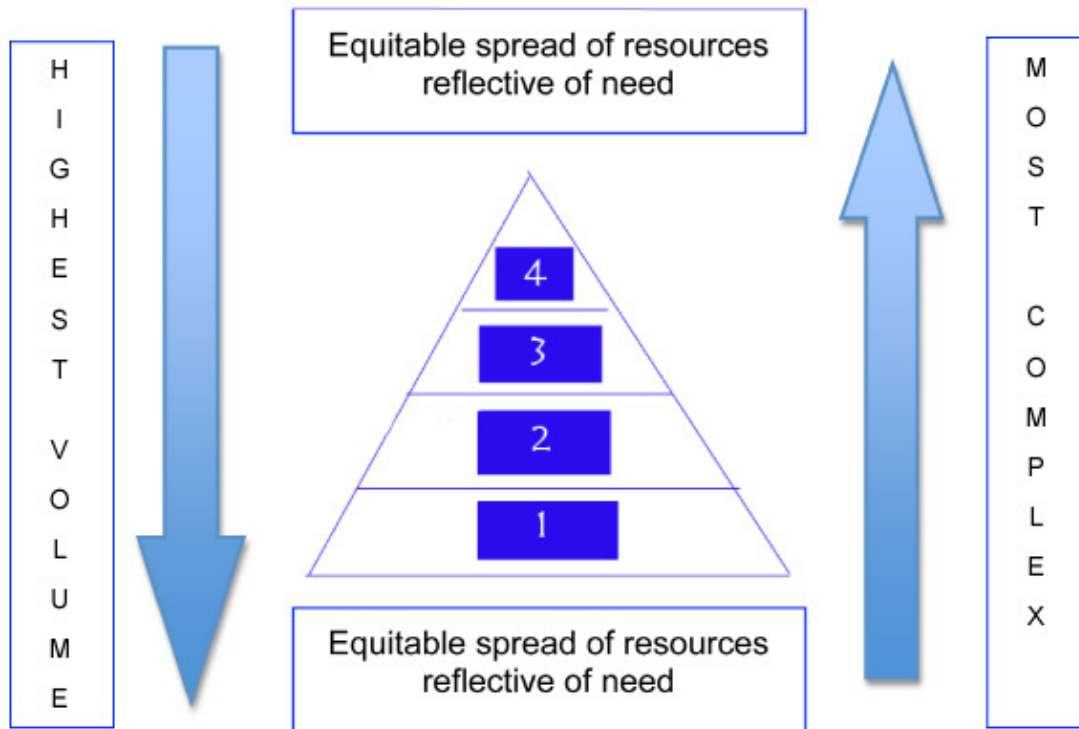 HIGHEST VOLUME
Equitable spread of resources
reflective of need
4
3
2
1
Equitable spread of resources
reflective of need
MOST COMPLEX